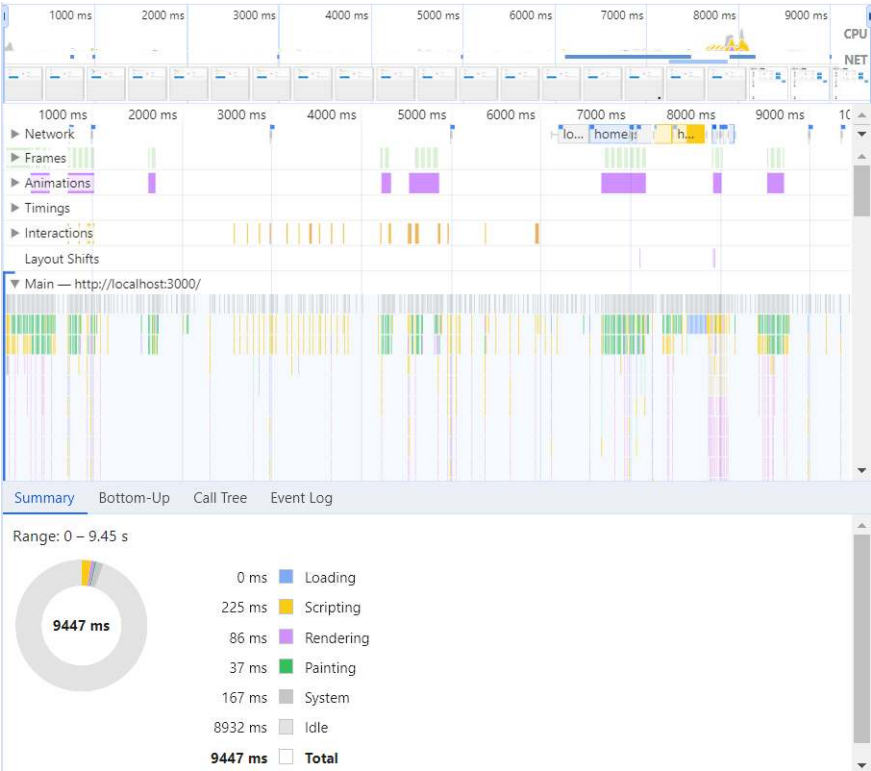 1000 ms 2000 ms 3000 ms 4000 ms 5000 ms 6000 ms 7000 ms 8000 ms 9000 ms
CPU
NET
1000 ms 2000 ms 3000 ms 4000 ms 5000 ms 6000 ms 7000 ms 8000 ms 9000 ms 10
Network lo... home h...
Frames
Animations
Timings
Interactions
Layout Shifts
Main — http://localhost:3000/
Summary Bottom-Up Call Tree Event Log
Range: 0 – 9.45 s
9447 ms
0 ms Loading
225 ms Scripting
86 ms Rendering
37 ms Painting
167 ms System
8932 ms Idle
9447 ms Total